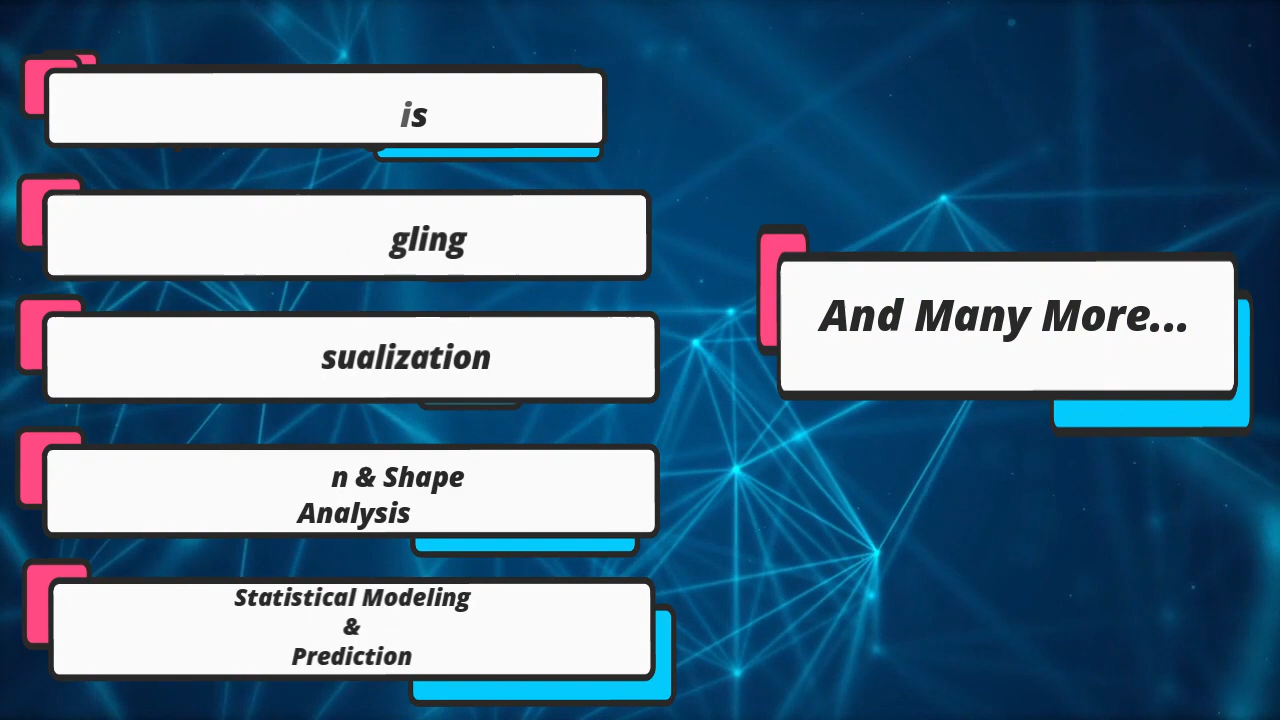 is
gling
sualization
n & Shape
Analysis
Statistical Modeling
&
Prediction
And Many More...